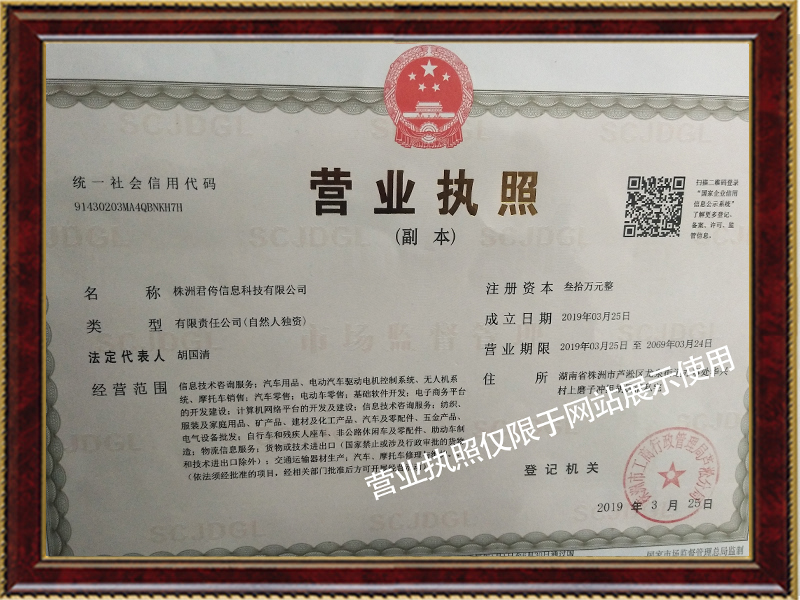 统一社会信用代码
91430203MA4QBNKH7H
营业执照
(副 本)
扫描二维码登录
“国家企业信用
信息公示系统”
了解更多登记、
备案、许可、监
管信息。
名 称 株洲君侉信息科技有限公司
类 型 有限责任公司(自然人独资)
法定代表人 胡国清
经营范围 信息技术咨询服务；汽车用品、电动汽车驱动电机控制系统、无人机系
统、摩托车销售；汽车零售；电动车零售；基础软件开发；电子商务平台
的开发建设；计算机网络平台的开发及建设；信息技术咨询服务；纺织、
服装及家庭用品、矿产品、建材及化工产品、汽车及零配件、五金产品、
电气设备批发；自行车和残疾人座车、非公路休闲车及零配件、助动车制
造；物流信息服务；货物或技术进出口（国家禁止或涉及行政审批的货物
和技术进出口除外）；交通运输器材生产；汽车、摩托车修理
（依法须经批准的项目，经相关部门批准后方可开展经营活动）
注册资本 叁拾万元整
成立日期 2019年03月25日
营业期限 2019年03月25日 至 2069年03月24日
住 所 湖南省株洲市芦淞区
村上磨子冲
营业执照仅限于网站展示使用
登记机关
2019 年 3 月 25日
国家市场监督管理总局监制